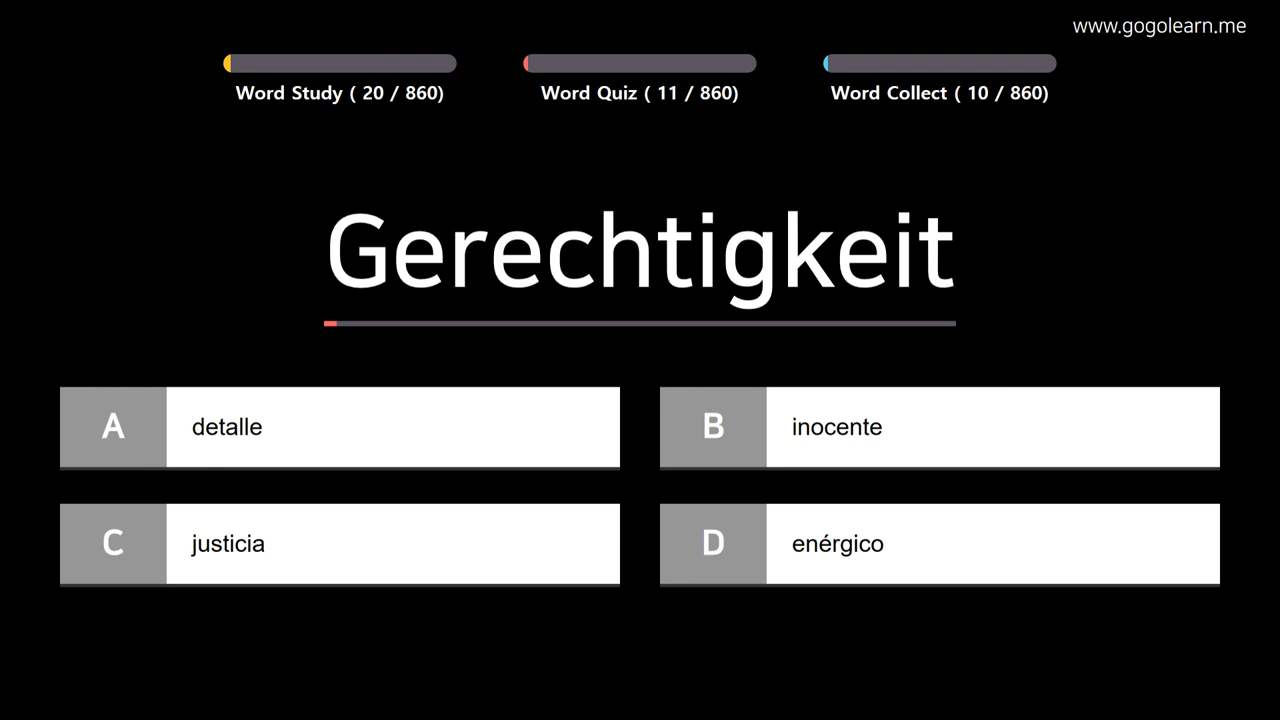 www.gogolearn.me
Word Study ( 20 / 860)
Word Quiz ( 11 / 860)
Word Collect ( 10 / 860)
Gerechtigkeit
A detalle
B inocente
C justicia
D enérgico